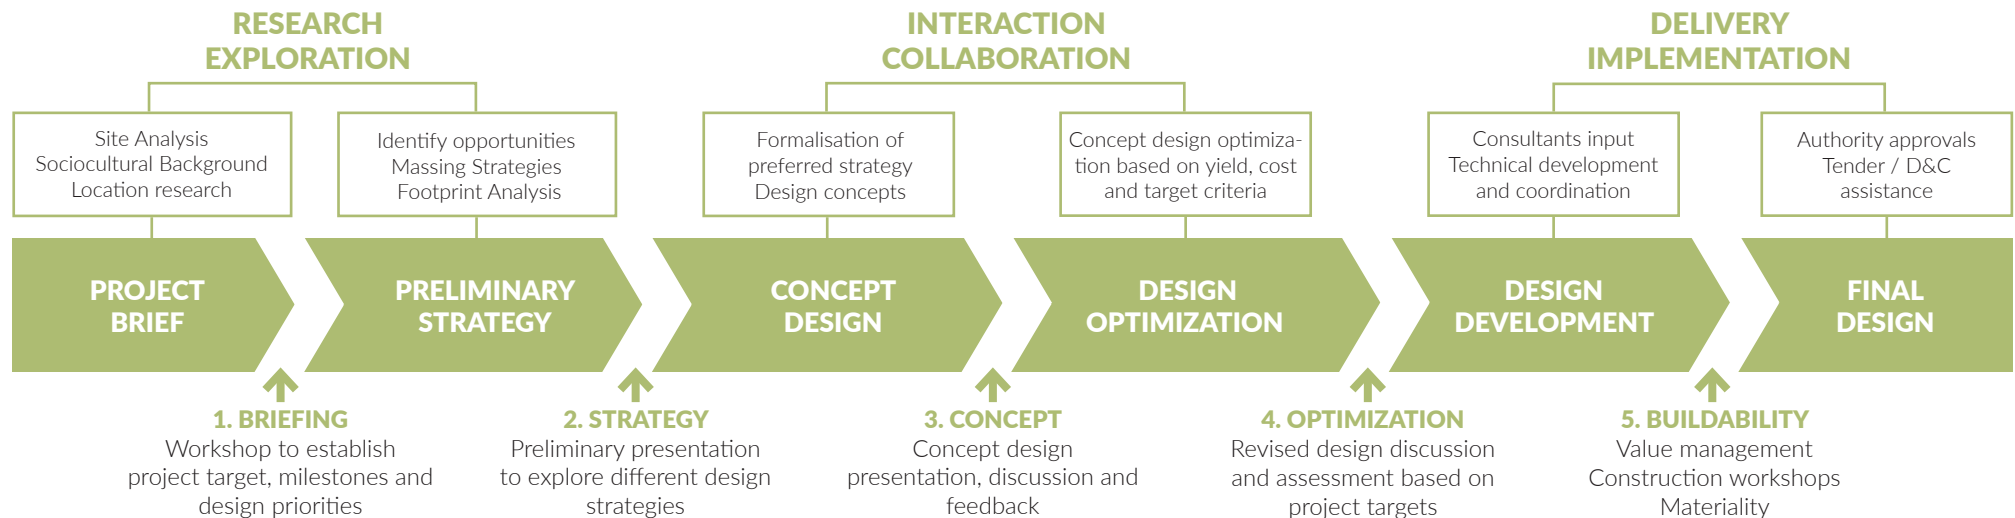 RESEARCH
EXPLORATION
INTERACTION
COLLABORATION
DELIVERY
IMPLEMENTATION
Site Analysis
Sociocultural Background
Location research
Identify opportunities
Massing Strategies
Footprint Analysis
Formalisation of
preferred strategy
Design concepts
Concept design optimiza-
tion based on yield, cost
and target criteria
Consultants input
Technical development
and coordination
Authority approvals
Tender / D&C
assistance
PROJECT
BRIEF
PRELIMINARY
STRATEGY
CONCEPT
DESIGN
DESIGN
OPTIMIZATION
DESIGN
DEVELOPMENT
FINAL
DESIGN
1. BRIEFING
Workshop to establish
project target, milestones and
design priorities
2. STRATEGY
Preliminary presentation
to explore different design
strategies
3. CONCEPT
Concept design
presentation, discussion and
feedback
4. OPTIMIZATION
Revised design discussion
and assessment based on
project targets
5. BUILDABILITY
Value management
Construction workshops
Materiality